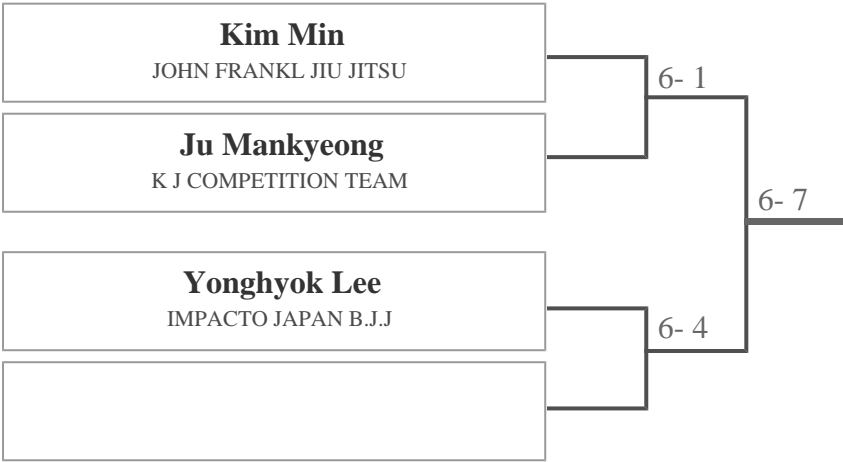 Kim Min
JOHN FRANKL JIU JITSU
6- 1
Ju Mankyeong
K J COMPETITION TEAM
6- 7
Yonghyok Lee
IMPACTO JAPAN B.J.J
6- 4